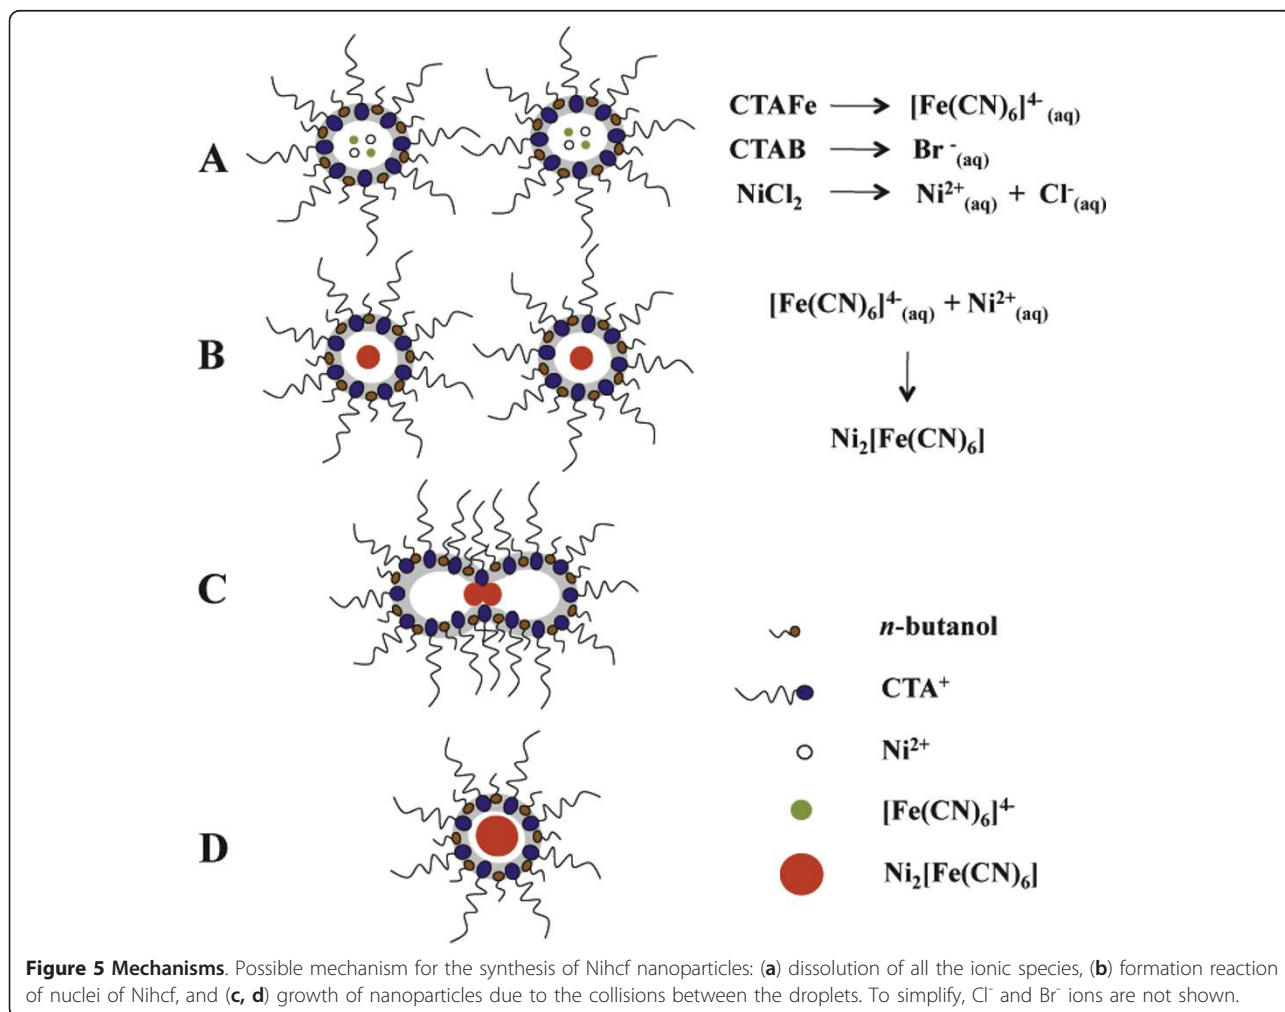 A
CTAFe → [Fe(CN)₆]⁴⁻(aq)
CTAB → Br⁻(aq)
NiCl₂ → Ni²⁺(aq) + Cl⁻(aq)
B
[Fe(CN)₆]⁴⁻(aq) + Ni²⁺(aq)
↓
Ni₂[Fe(CN)₆]
C
n-butanol
CTA⁺
Ni²⁺
[Fe(CN)₆]⁴⁻
Ni₂[Fe(CN)₆]
D
Figure 5 Mechanisms. Possible mechanism for the synthesis of Nihcf nanoparticles: (a) dissolution of all the ionic species, (b) formation reaction
of nuclei of Nihcf, and (c, d) growth of nanoparticles due to the collisions between the droplets. To simplify, Cl⁻ and Br⁻ ions are not shown.